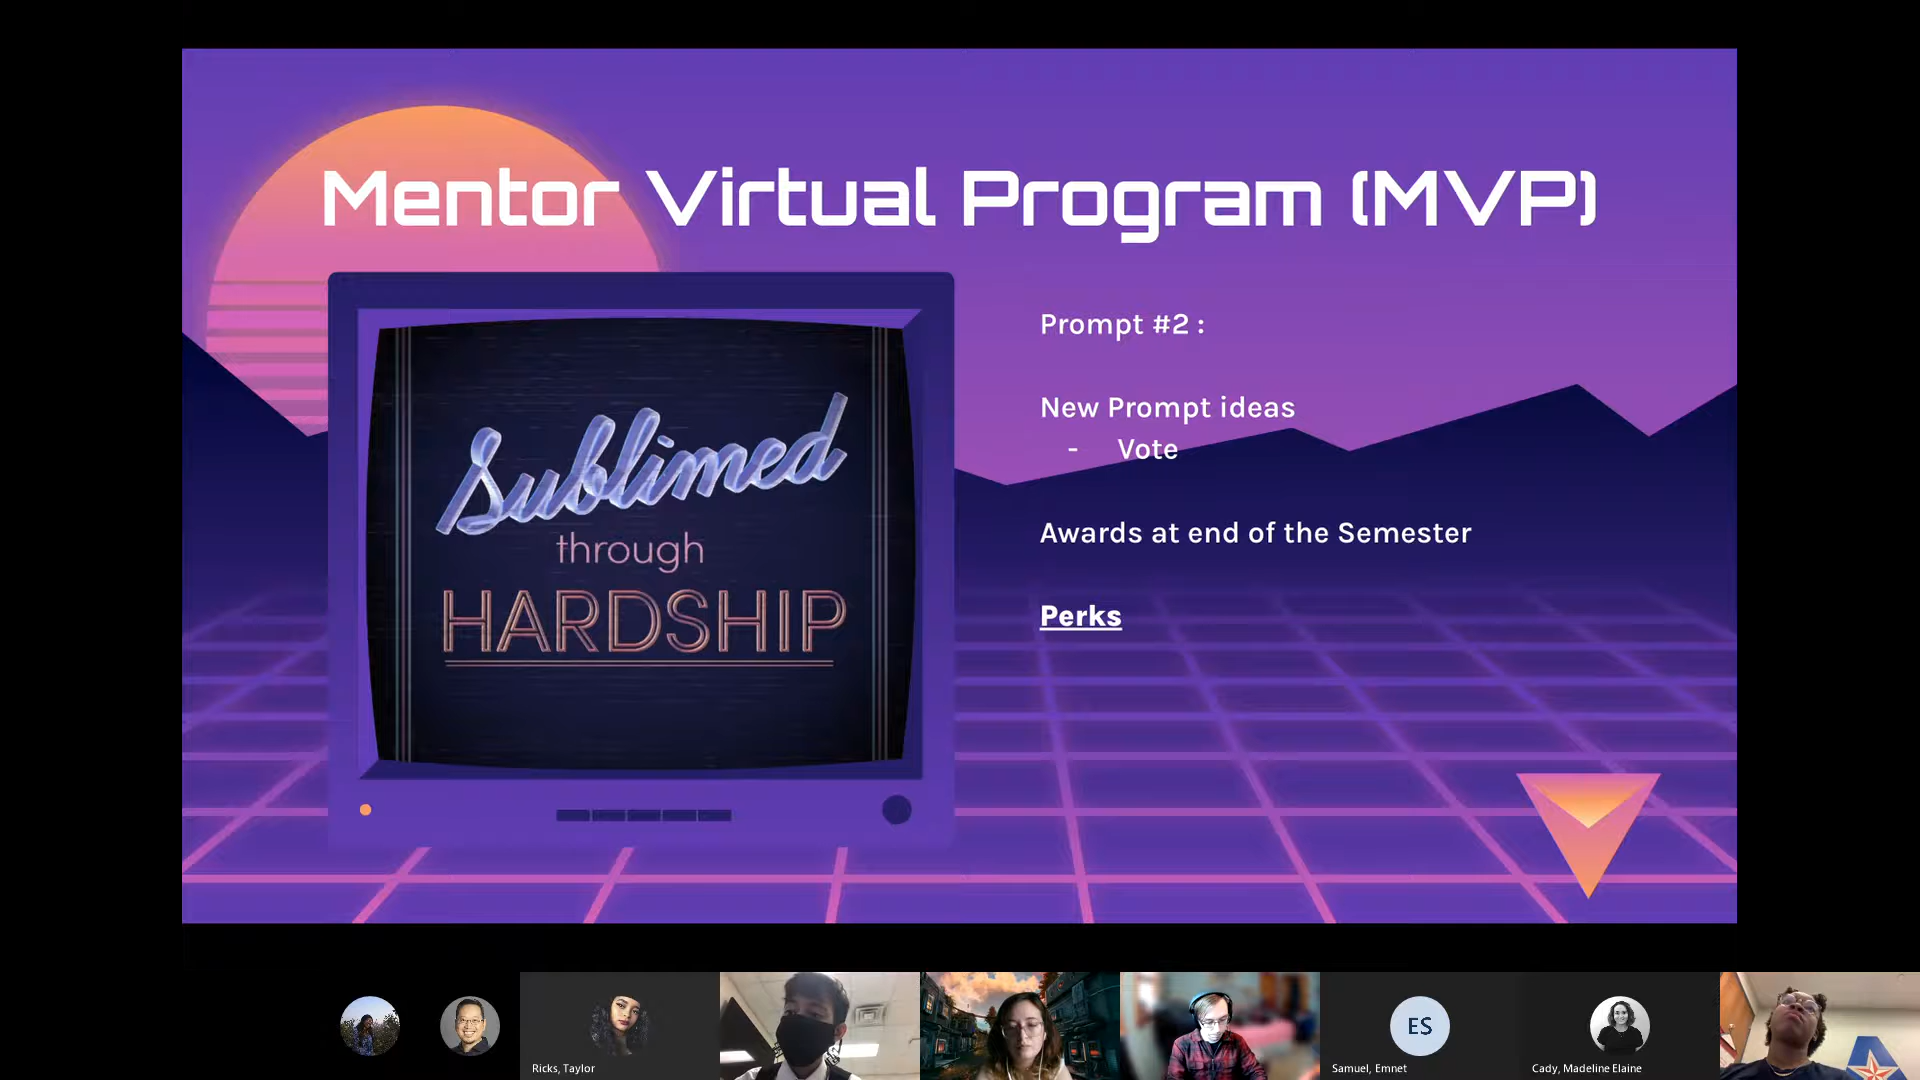 Mentor Virtual Program (MVP)
Sublimed
through
HARDSHIP
Prompt #2 :
New Prompt ideas
- Vote
Awards at end of the Semester
Perks
Ricks, Taylor
ES
Samuel, Emnet
Cady, Madeline Elaine